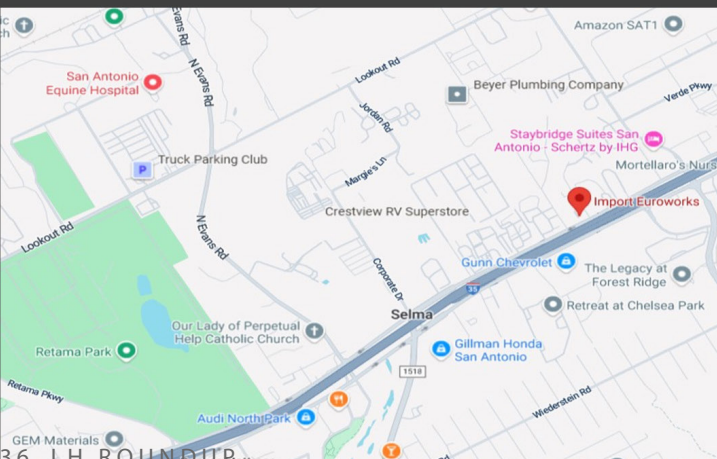 ic
ch
Evans Rd
Amazon SAT1
San Antonio
Equine Hospital
N Evans Rd
Lookout Rd
Beyer Plumbing Company
Verde Pkwy
Jordan Rd
Staybridge Suites San
Antonio - Schertz by IHG
Truck Parking Club
P
Margie's Ln
Mortellaro's Nurs
Import Euroworks
Crestview RV Superstore
Lookout Rd
N Evans Rd
Gunn Chevrolet
Corporate Dr
35
The Legacy at
Forest Ridge
Retreat at Chelsea Park
Selma
Our Lady of Perpetual
Help Catholic Church
Retama Park
Gillman Honda
San Antonio
1518
Retama Pkwy
Wiederstein Rd
Audi North Park
GEM Materials
Rd